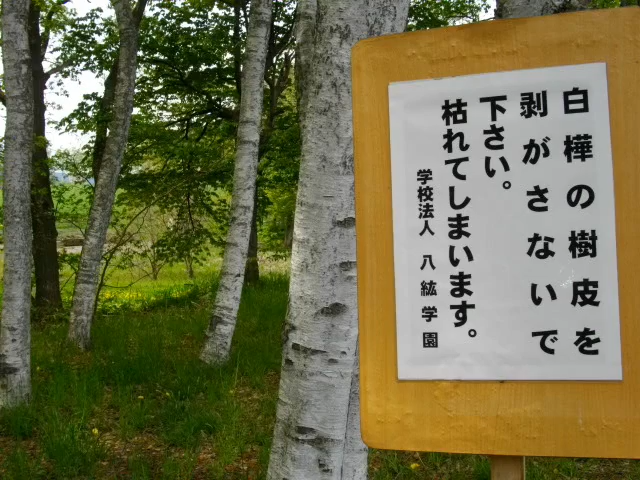 白樺の樹皮を
剥がさないで
下さい。
枯れてしまいます。
学校法人 八紘学園